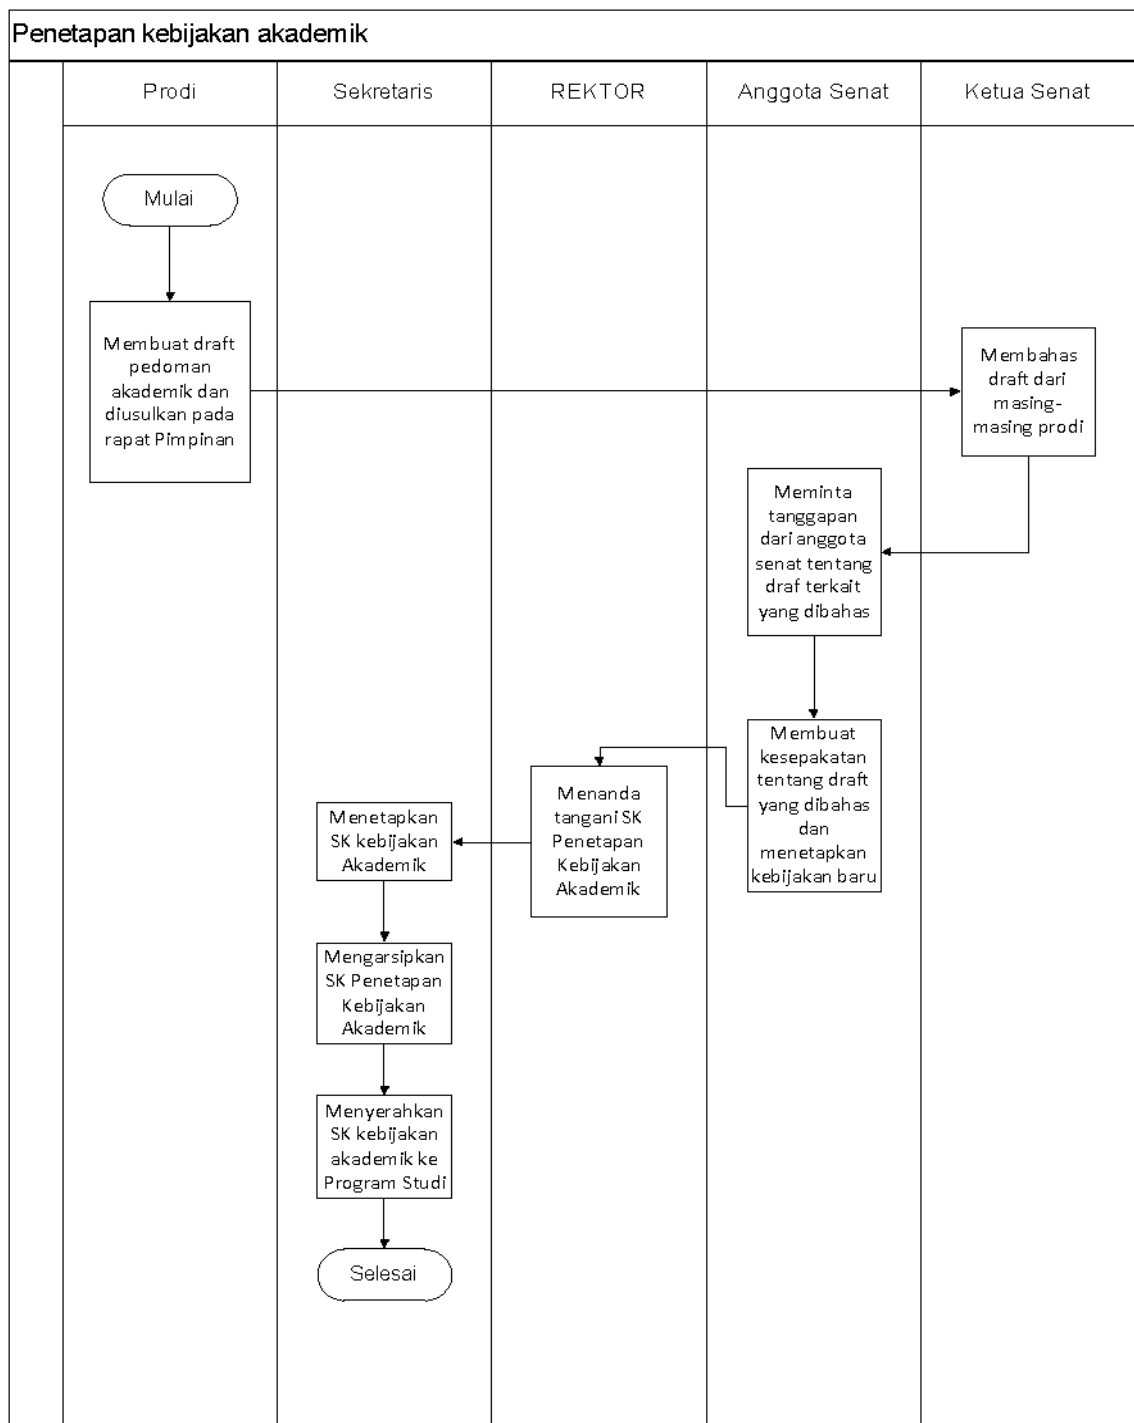 Penetapan kebijakan akademik
Prodi
Sekretaris
REKTOR
Anggota Senat
Ketua Senat
Mulai
Membuat draft
pedoman
akademik dan
diusulkan pada
rapat Pimpinan
Membahas
draft dari
masing-
masing prodi
Meminta
tanggapan
dari anggota
senat tentang
draf terkait
yang dibahas
Membuat
kesepakatan
tentang draft
yang dibahas
dan
menetapkan
kebijakan baru
Menanda
tangani SK
Penetapan
Kebijakan
Akademik
Menetapkan
SK kebijakan
Akademik
Mengarsipkan
SK Penetapan
Kebijakan
Akademik
Menyerahkan
SK kebijakan
akademik ke
Program Studi
Selesai